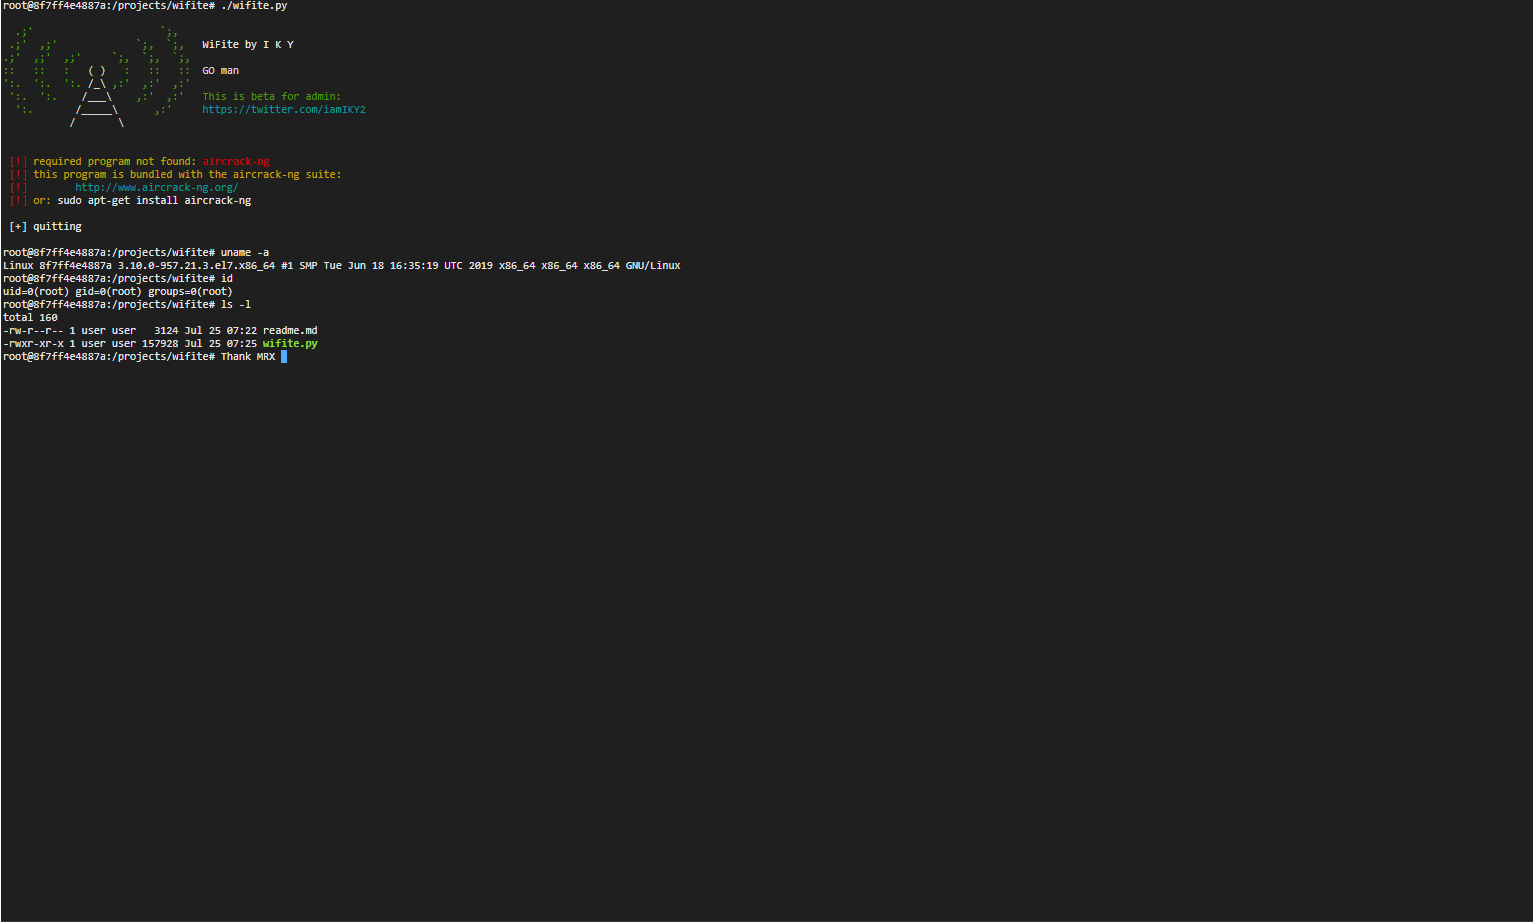 root@8f7ff4e4887a:/projects/wifite# ./wifite.py
  .;'                     `;,
 .;'  ,;'             `;,  `;,   WiFite by I K Y
.;'  ,;'  ,;'     `;,  `;,  `;,
::   ::   :   ( )   :   ::   ::  GO man
':.  ':.  ':. /_\ ,:'  ,:'  ,:'
 ':.  ':.    /___\    ,:'  ,:'   This is beta for admin:
  ':.       /_____\      ,:'     https://twitter.com/iamIKY2
           /       \
 [!] required program not found: aircrack-ng
 [!] this program is bundled with the aircrack-ng suite:
 [!]        http://www.aircrack-ng.org/
 [!] or: sudo apt-get install aircrack-ng
 [+] quitting
root@8f7ff4e4887a:/projects/wifite# uname -a
Linux 8f7ff4e4887a 3.10.0-957.21.3.el7.x86_64 #1 SMP Tue Jun 18 16:35:19 UTC 2019 x86_64 x86_64 x86_64 GNU/Linux
root@8f7ff4e4887a:/projects/wifite# id
uid=0(root) gid=0(root) groups=0(root)
root@8f7ff4e4887a:/projects/wifite# ls -l
total 160
-rw-r--r-- 1 user user   3124 Jul 25 07:22 readme.md
-rwxr-xr-x 1 user user 157928 Jul 25 07:25 wifite.py
root@8f7ff4e4887a:/projects/wifite# Thank MRX